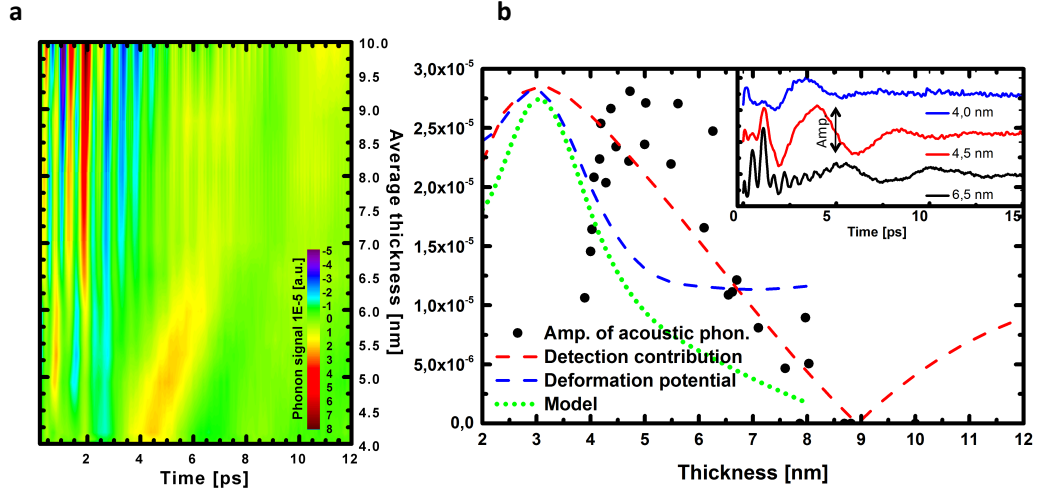 a
b
10.0
9.5
9.0
8.5
8.0
7.5
7.0
6.5
6.0
5.5
5.0
4.5
4.0
Average thickness [nm]
Phonon signal 1E-5 [a.u.]
-5
-4
-3
-2
-1
0
1
2
3
4
5
6
7
8
2
4
6
8
10
12
Time [ps]
3,0x10-5
2,5x10-5
2,0x10-5
1,5x10-5
1,0x10-5
5,0x10-6
0,0
Amp. of acoustic phon.
Detection contribution
Deformation potential
Model
2
3
4
5
6
7
8
9
10
11
12
Thickness [nm]
Amp.
4,0 nm
4,5 nm
6,5 nm
0
5
10
15
Time [ps]